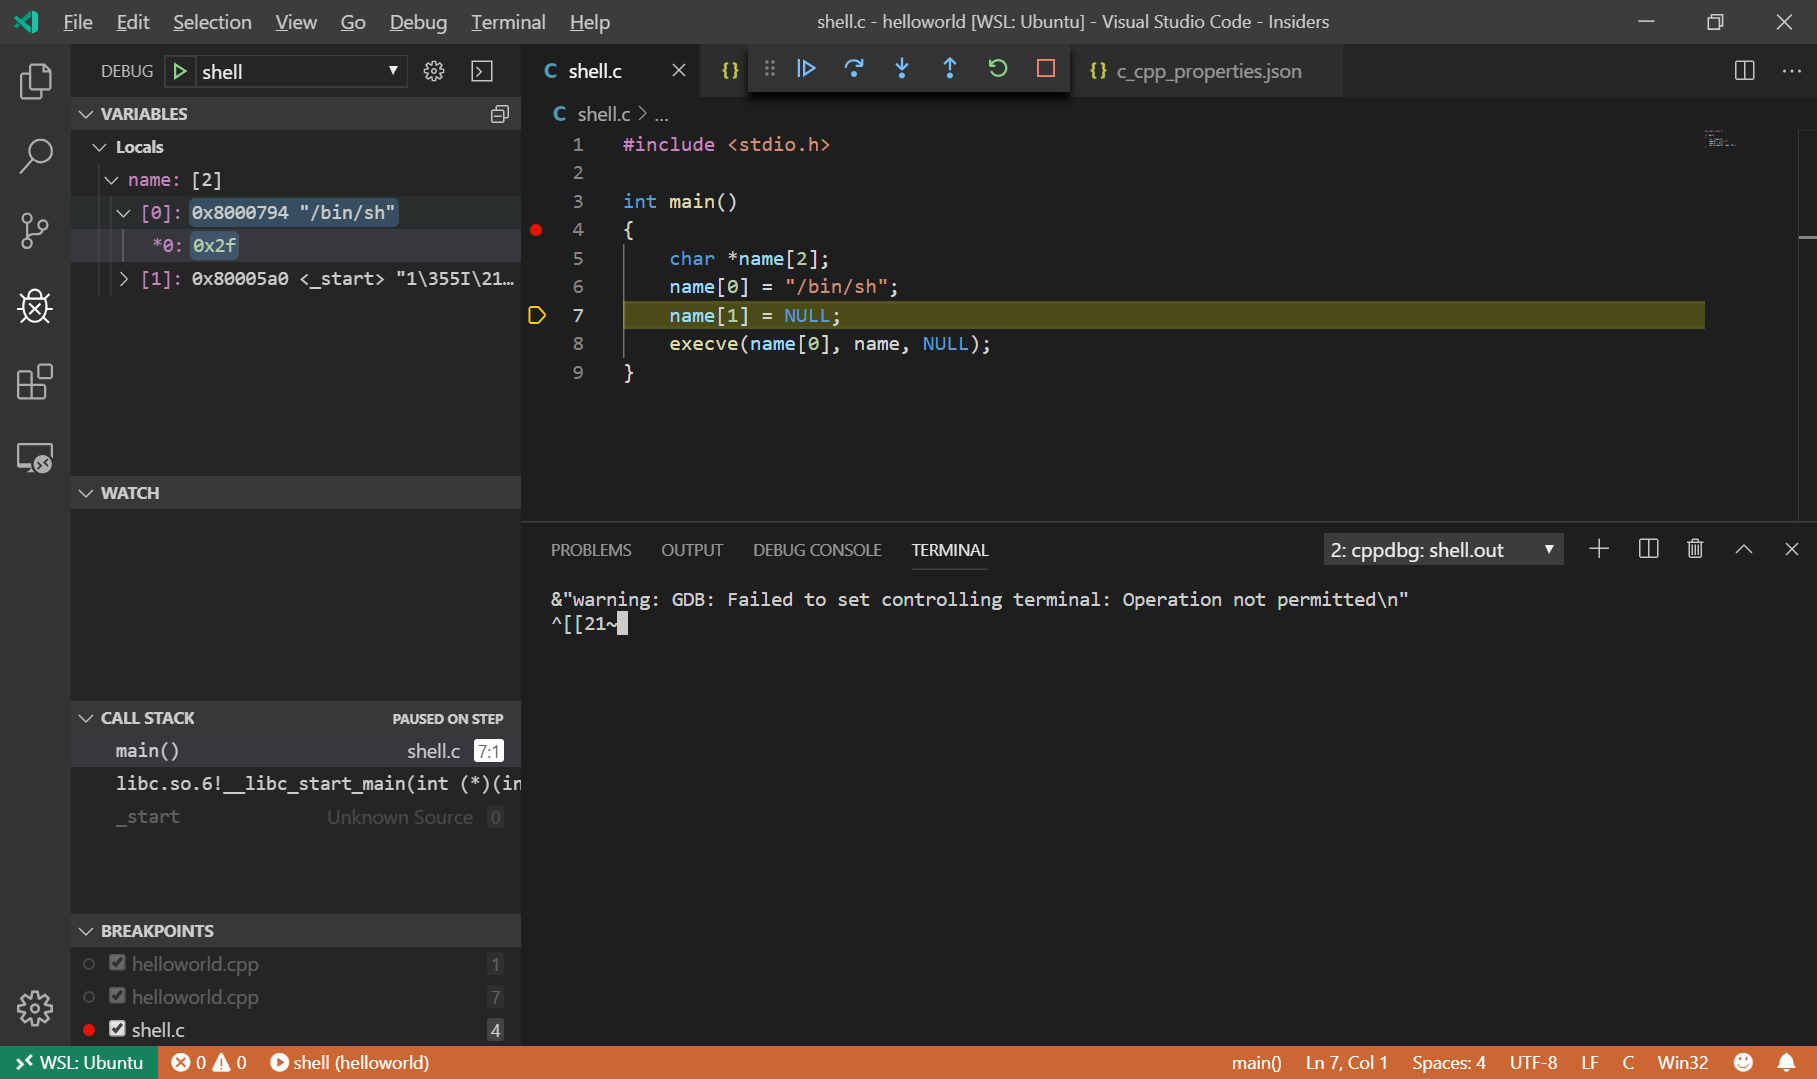 File Edit Selection View Go Debug Terminal Help
shell.c - helloworld [WSL: Ubuntu] - Visual Studio Code - Insiders
DEBUG shell
VARIABLES
Locals
name: [2]
[0]: 0x8000794 "/bin/sh"
*0: 0x2f
[1]: 0x80005a0 <_start> "1\355I\21...
WATCH
CALL STACK PAUSED ON STEP
main() shell.c 7:1
libc.so.6!__libc_start_main(int (*)(in
_start Unknown Source 0
BREAKPOINTS
helloworld.cpp 1
helloworld.cpp 7
shell.c 4
C shell.c {} {} c_cpp_properties.json
C shell.c > ...
1 #include <stdio.h>
2
3 int main()
4 {
5 char *name[2];
6 name[0] = "/bin/sh";
7 name[1] = NULL;
8 execve(name[0], name, NULL);
9 }
PROBLEMS OUTPUT DEBUG CONSOLE TERMINAL 2: cppdbg: shell.out
&"warning: GDB: Failed to set controlling terminal: Operation not permitted\n"
^[[21~
WSL: Ubuntu 0 0 shell (helloworld) main() Ln 7, Col 1 Spaces: 4 UTF-8 LF C Win32